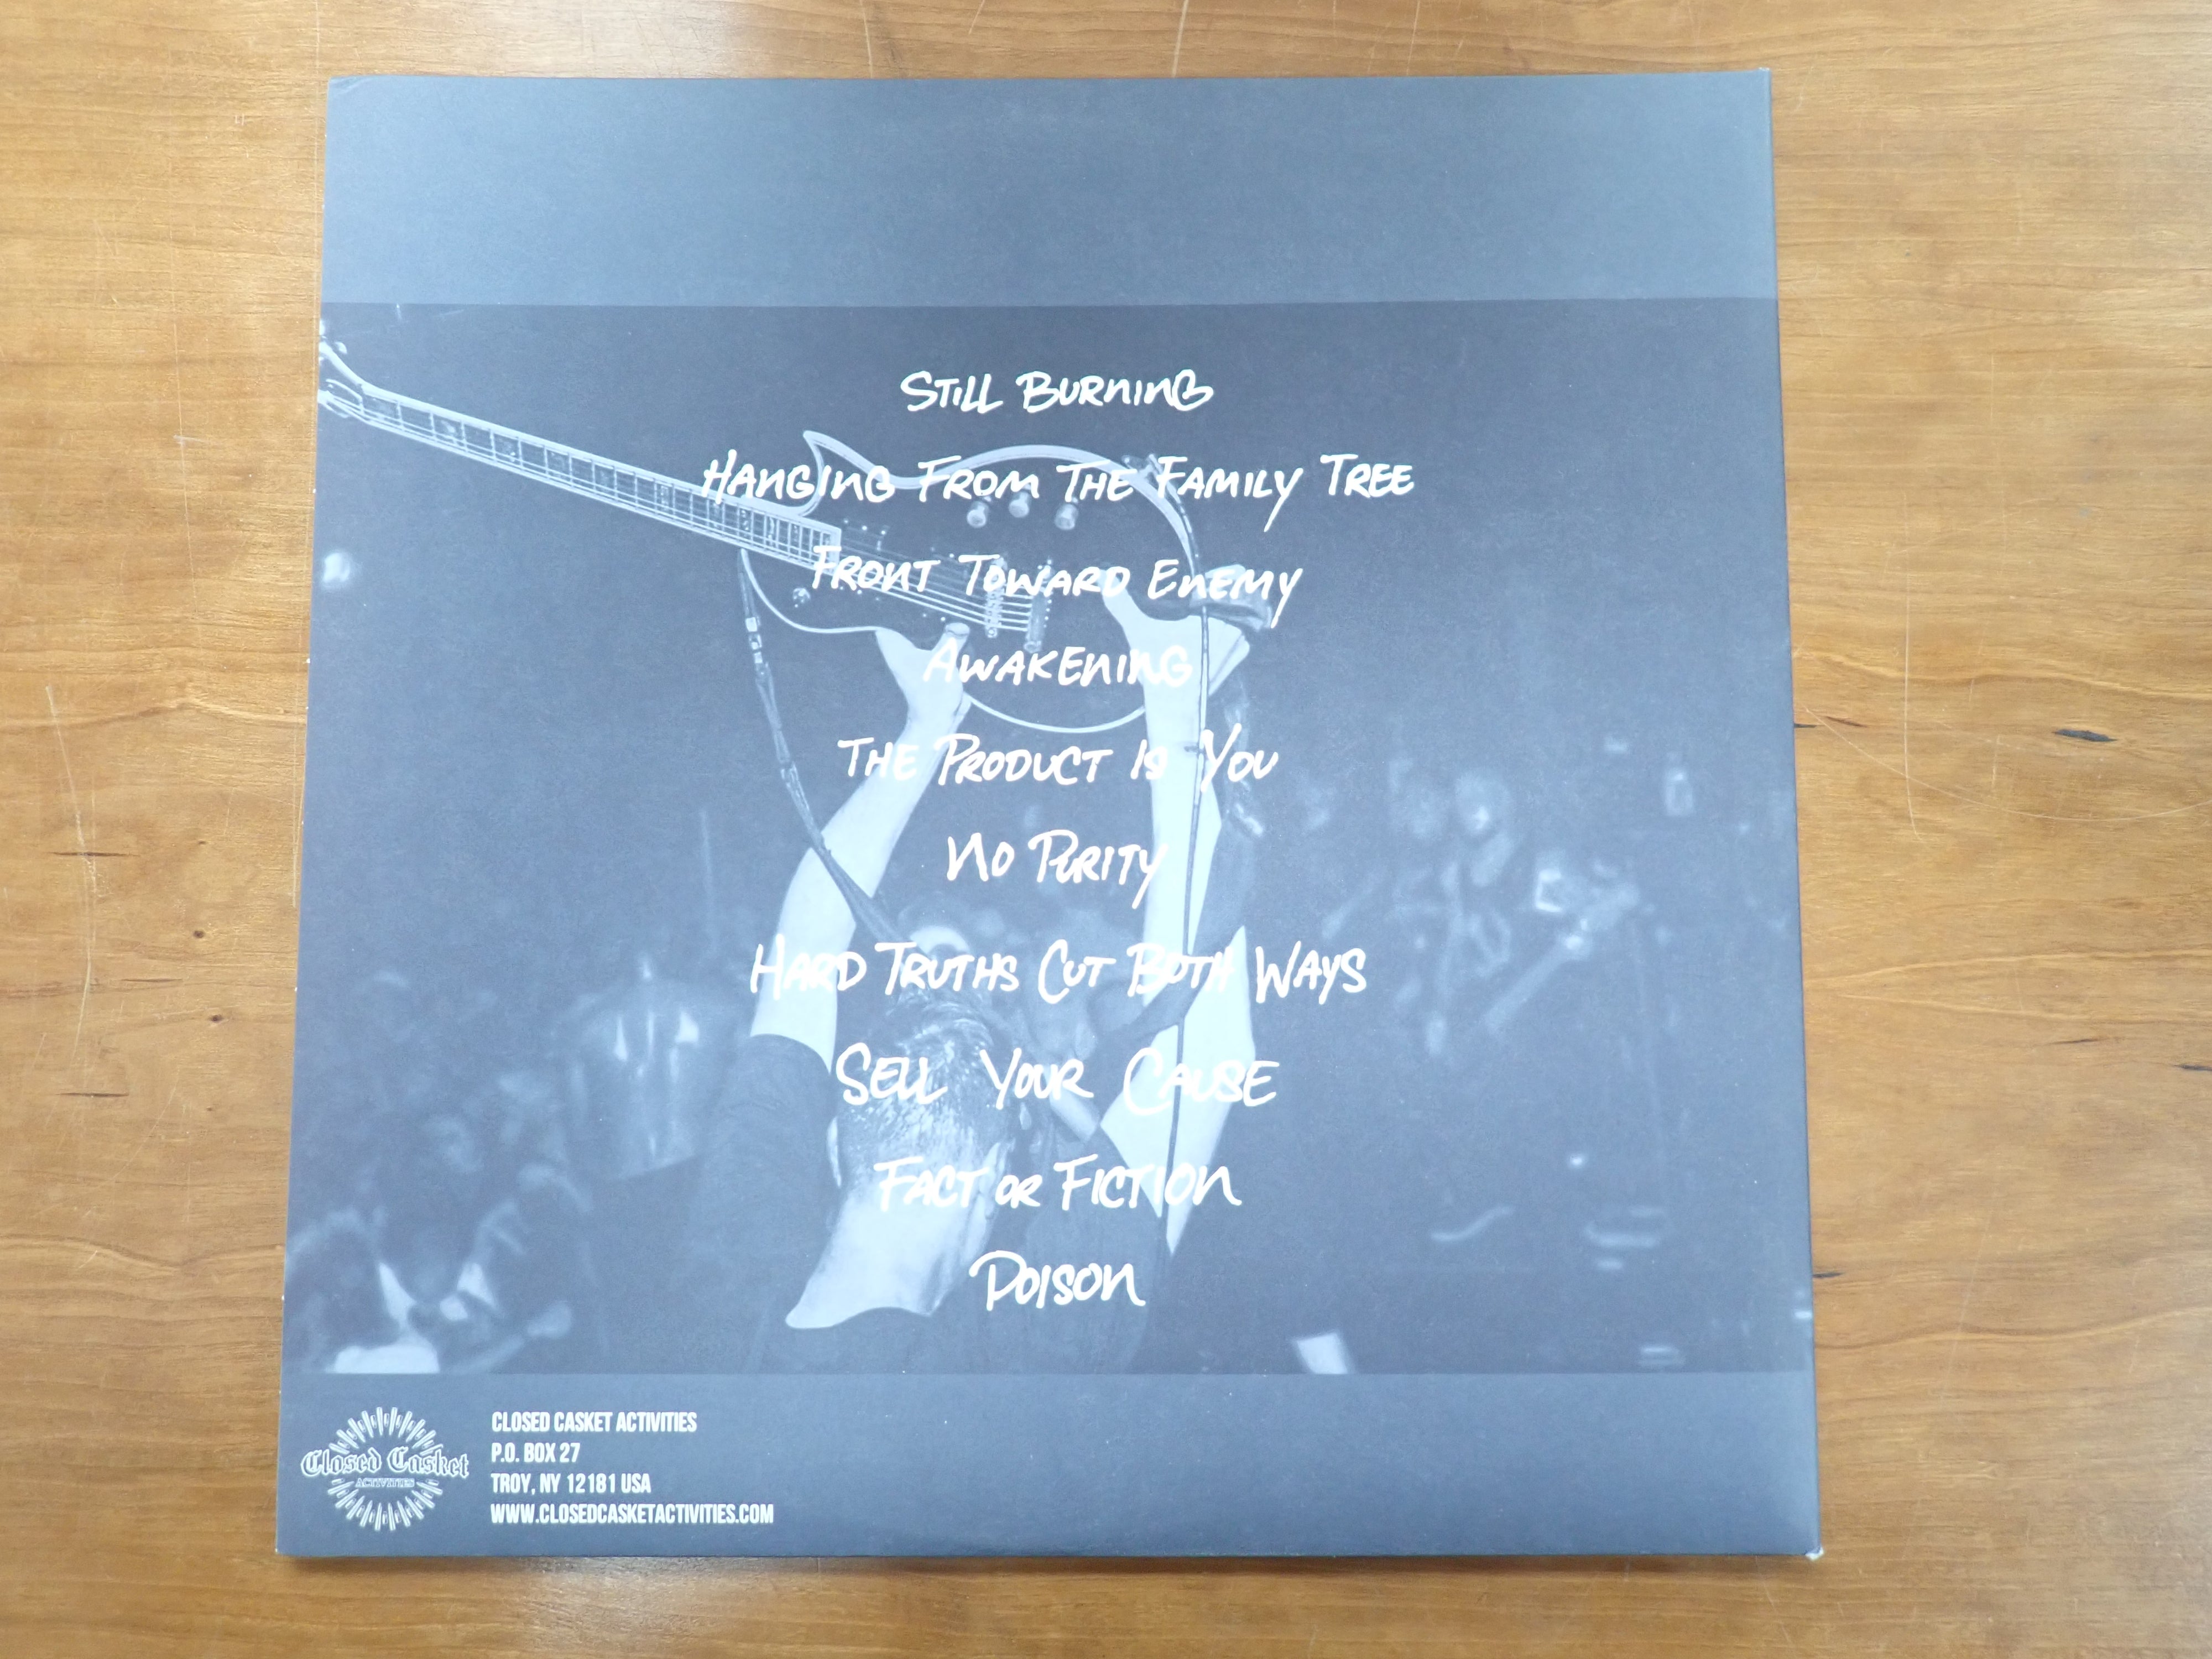 Still Burning
Hanging From The Family Tree
Front Toward Enemy
Awakening
The Product Is You
No Purity
Hard Truths Cut Both Ways
Sell Your Cause
Fact or Fiction
Poison
Closed Casket
ACTIVITIES
CLOSED CASKET ACTIVITIES
P.O. BOX 27
TROY, NY 12181 USA
WWW.CLOSEDCASKETACTIVITIES.COM